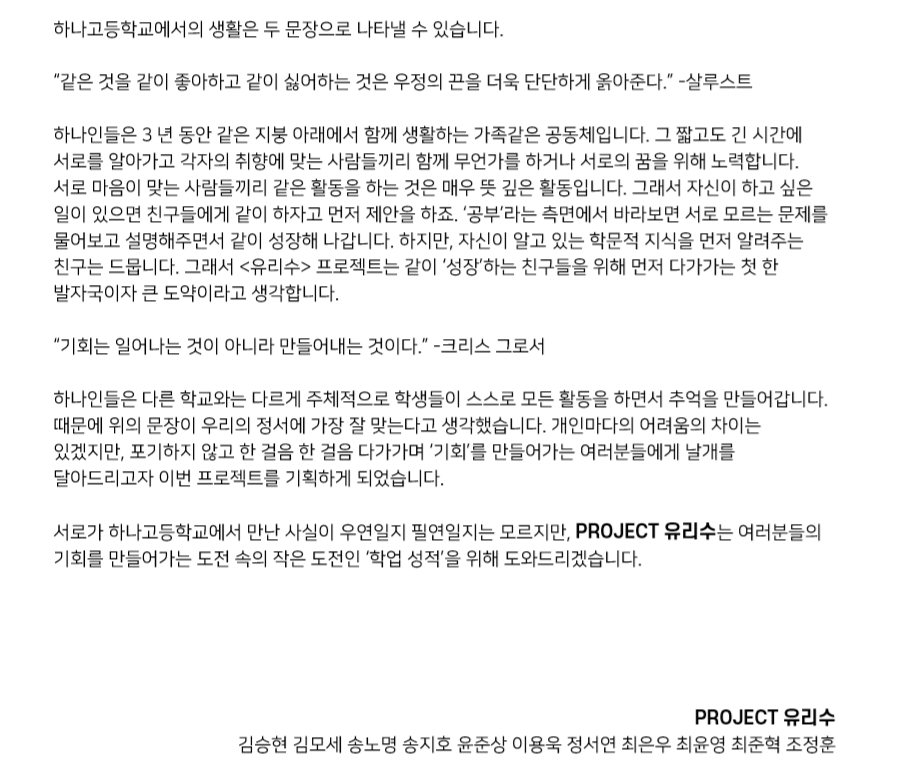 하나고등학교에서의 생활은 두 문장으로 나타낼 수 있습니다.
“같은 것을 같이 좋아하고 같이 싫어하는 것은 우정의 끈을 더욱 단단하게 옭아준다.” -살루스트
하나인들은 3 년 동안 같은 지붕 아래에서 함께 생활하는 가족같은 공동체입니다. 그 짧고도 긴 시간에
서로를 알아가고 각자의 취향에 맞는 사람들끼리 함께 무언가를 하거나 서로의 꿈을 위해 노력합니다.
서로 마음이 맞는 사람들끼리 같은 활동을 하는 것은 매우 뜻 깊은 활동입니다. 그래서 자신이 하고 싶은
일이 있으면 친구들에게 같이 하자고 먼저 제안을 하죠. ‘공부’라는 측면에서 바라보면 서로 모르는 문제를
물어보고 설명해주면서 같이 성장해 나갑니다. 하지만, 자신이 알고 있는 학문적 지식을 먼저 알려주는
친구는 드뭅니다. 그래서 <유리수> 프로젝트는 같이 ‘성장’하는 친구들을 위해 먼저 다가가는 첫 한
발자국이자 큰 도약이라고 생각합니다.
“기회는 일어나는 것이 아니라 만들어내는 것이다.” -크리스 그로서
하나인들은 다른 학교와는 다르게 주체적으로 학생들이 스스로 모든 활동을 하면서 추억을 만들어갑니다.
때문에 위의 문장이 우리의 정서에 가장 잘 맞는다고 생각했습니다. 개인마다의 어려움의 차이는
있겠지만, 포기하지 않고 한 걸음 한 걸음 다가가며 ‘기회’를 만들어가는 여러분들에게 날개를
달아드리고자 이번 프로젝트를 기획하게 되었습니다.
서로가 하나고등학교에서 만난 사실이 우연일지 필연일지는 모르지만, PROJECT 유리수는 여러분들의
기회를 만들어가는 도전 속의 작은 도전인 ‘학업 성적’을 위해 도와드리겠습니다.
PROJECT 유리수
김승현 김모세 송노명 송지호 윤준상 이용욱 정서연 최은우 최윤영 최준혁 조정훈